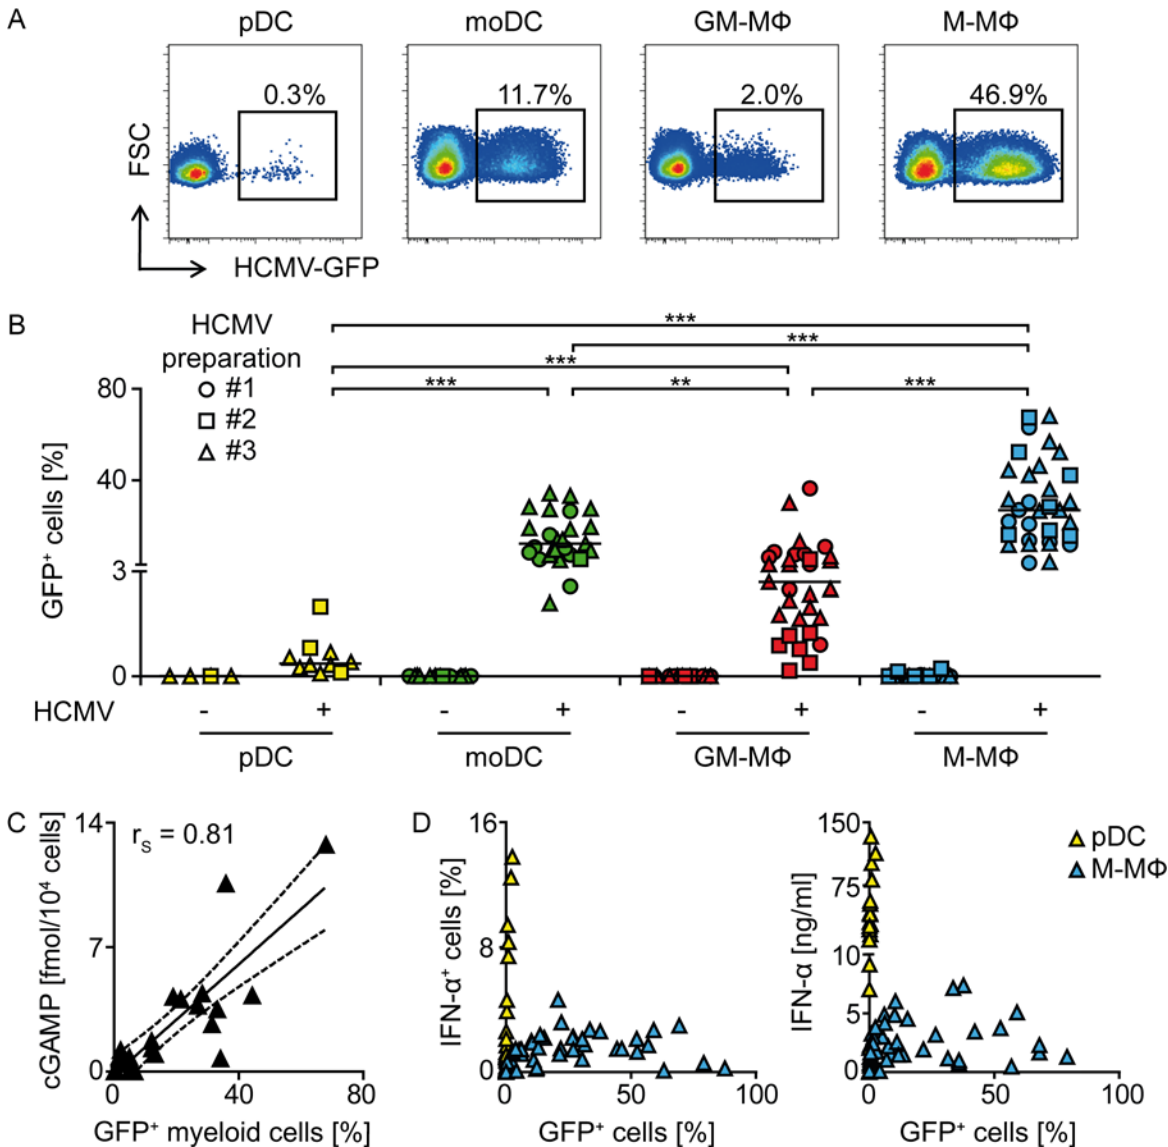 A
pDC moDC GM-MΦ M-MΦ
0.3% 11.7% 2.0% 46.9%
FSC
HCMV-GFP
B
HCMV
preparation
#1
#2
#3
***
***
***
*** ** ***
GFP⁺ cells [%]
80
40
3
0
HCMV - + - + - + - +
pDC moDC GM-MΦ M-MΦ
C
rₛ = 0.81
cGAMP [fmol/10⁴ cells]
14
7
0
0 40 80
GFP⁺ myeloid cells [%]
D
IFN-α⁺ cells [%]
16
8
0
0 50 100
GFP⁺ cells [%]
IFN-α [ng/ml]
150
75
10
5
0
0 50 100
GFP⁺ cells [%]
pDC
M-MΦ